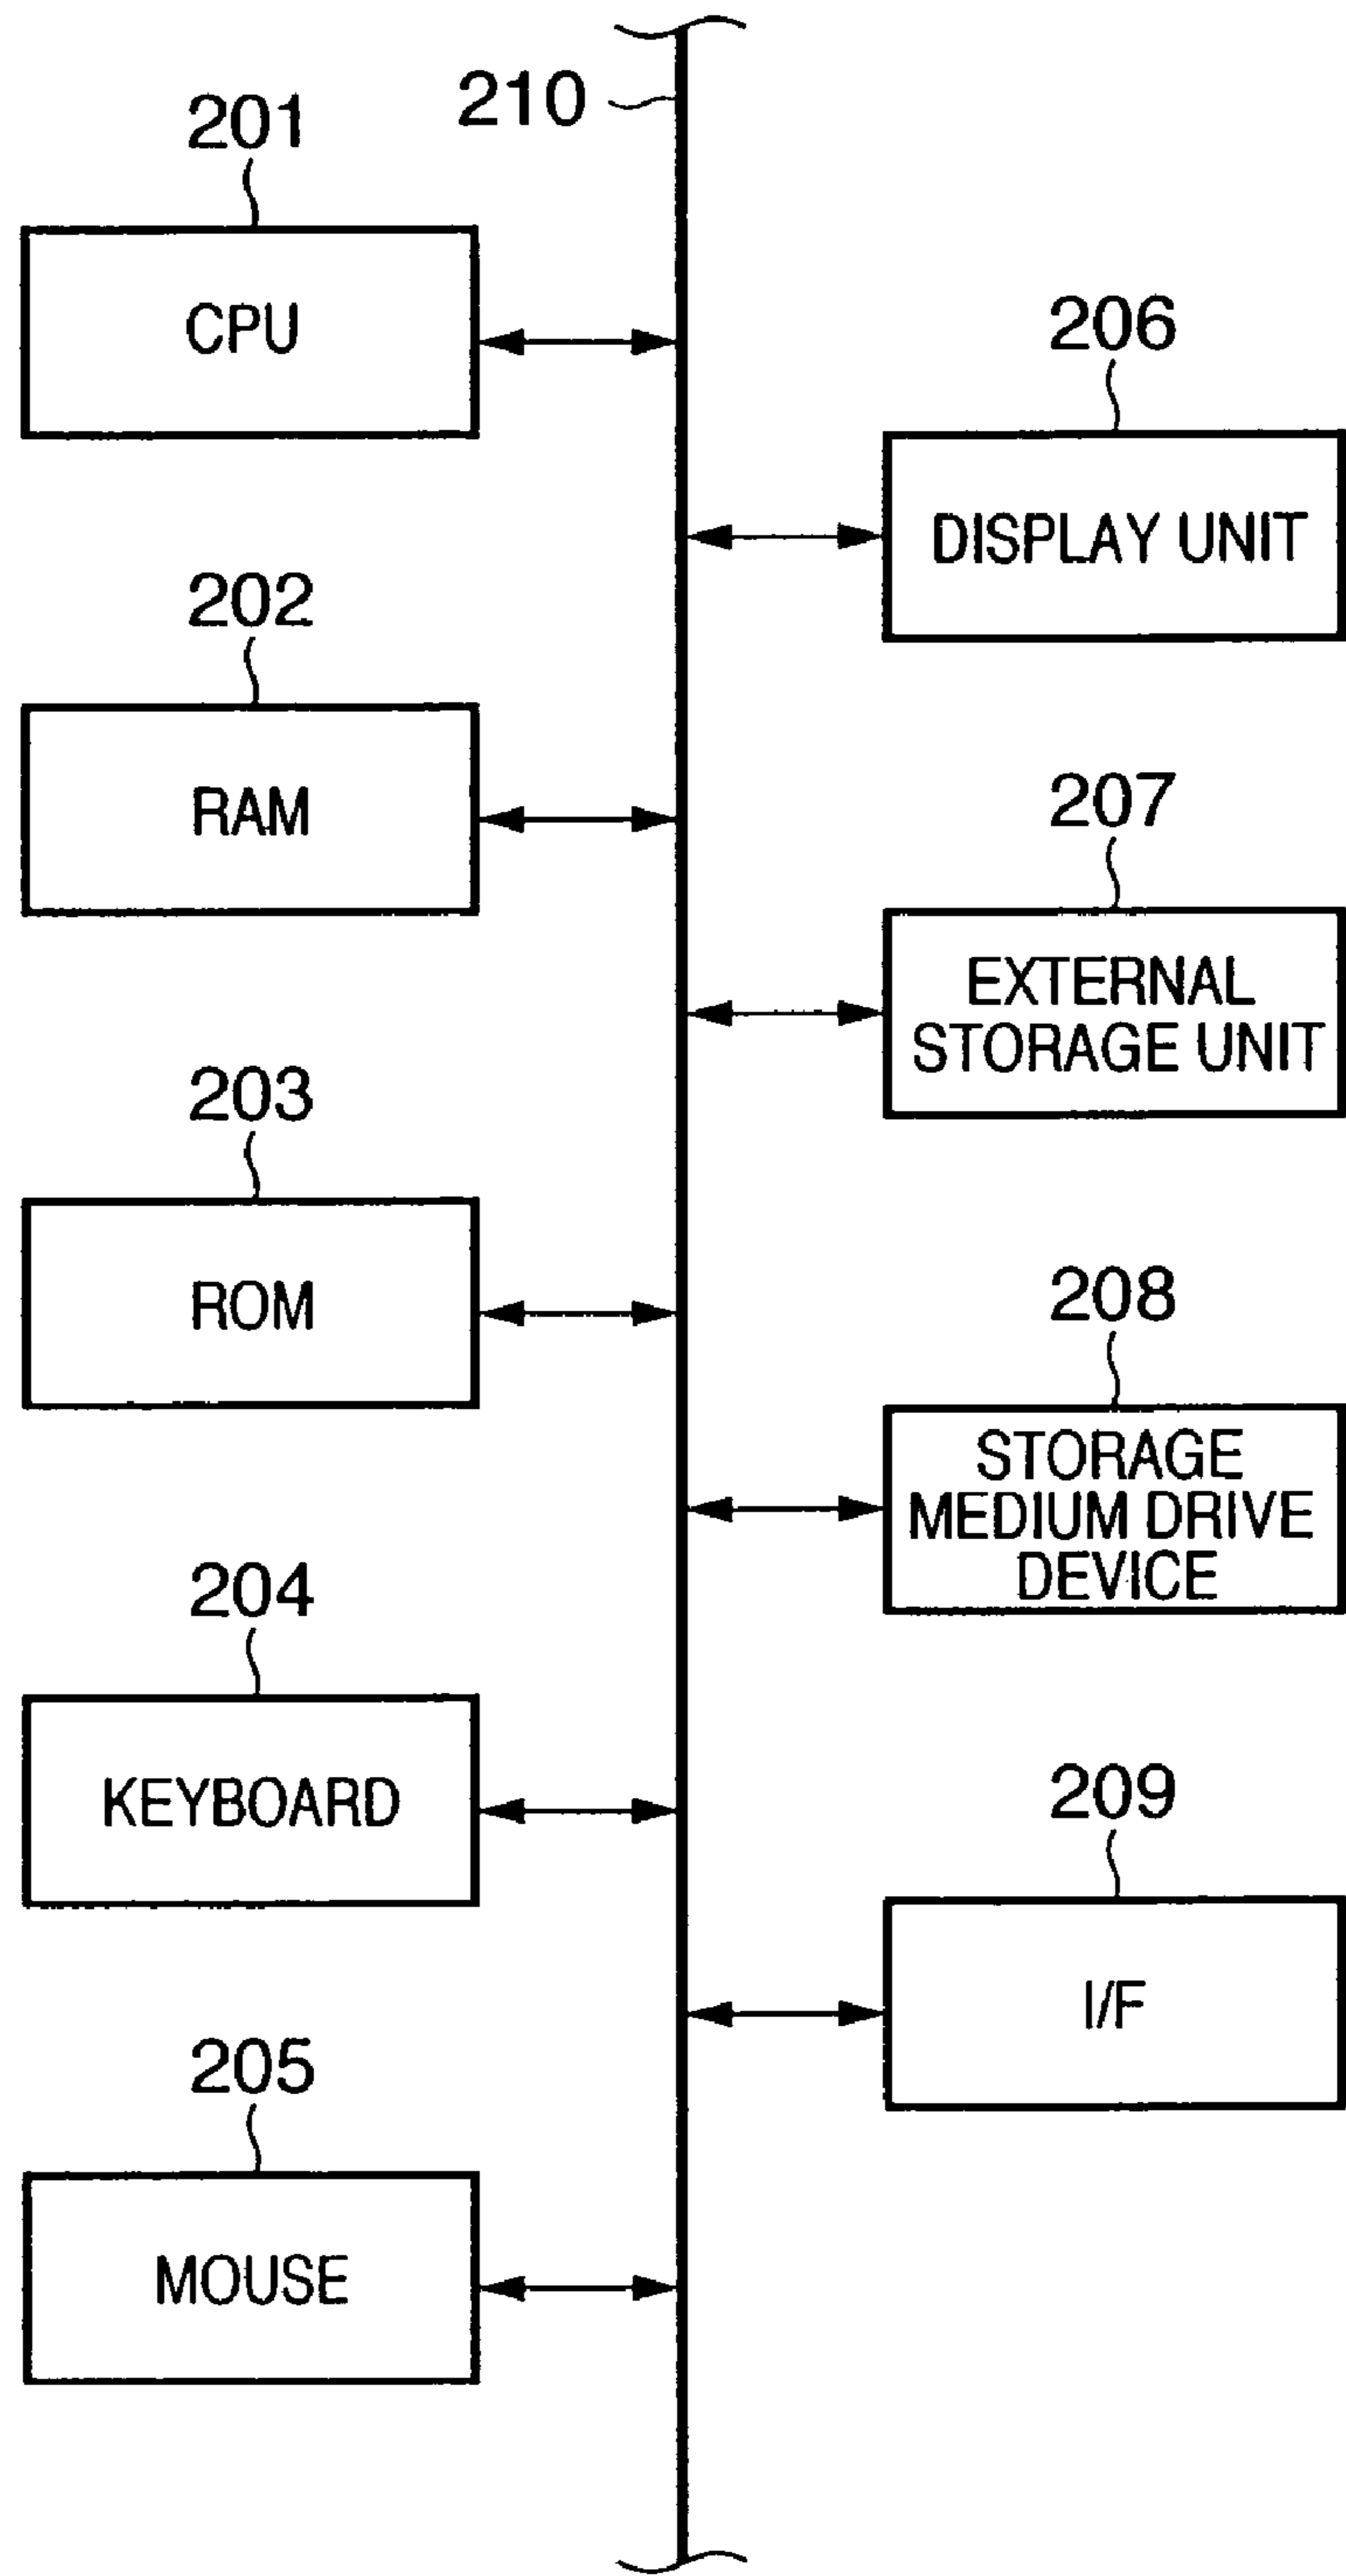 210
201
CPU
206
DISPLAY UNIT
202
RAM
207
EXTERNAL
STORAGE UNIT
203
ROM
208
STORAGE
MEDIUM DRIVE
DEVICE
204
KEYBOARD
209
I/F
205
MOUSE